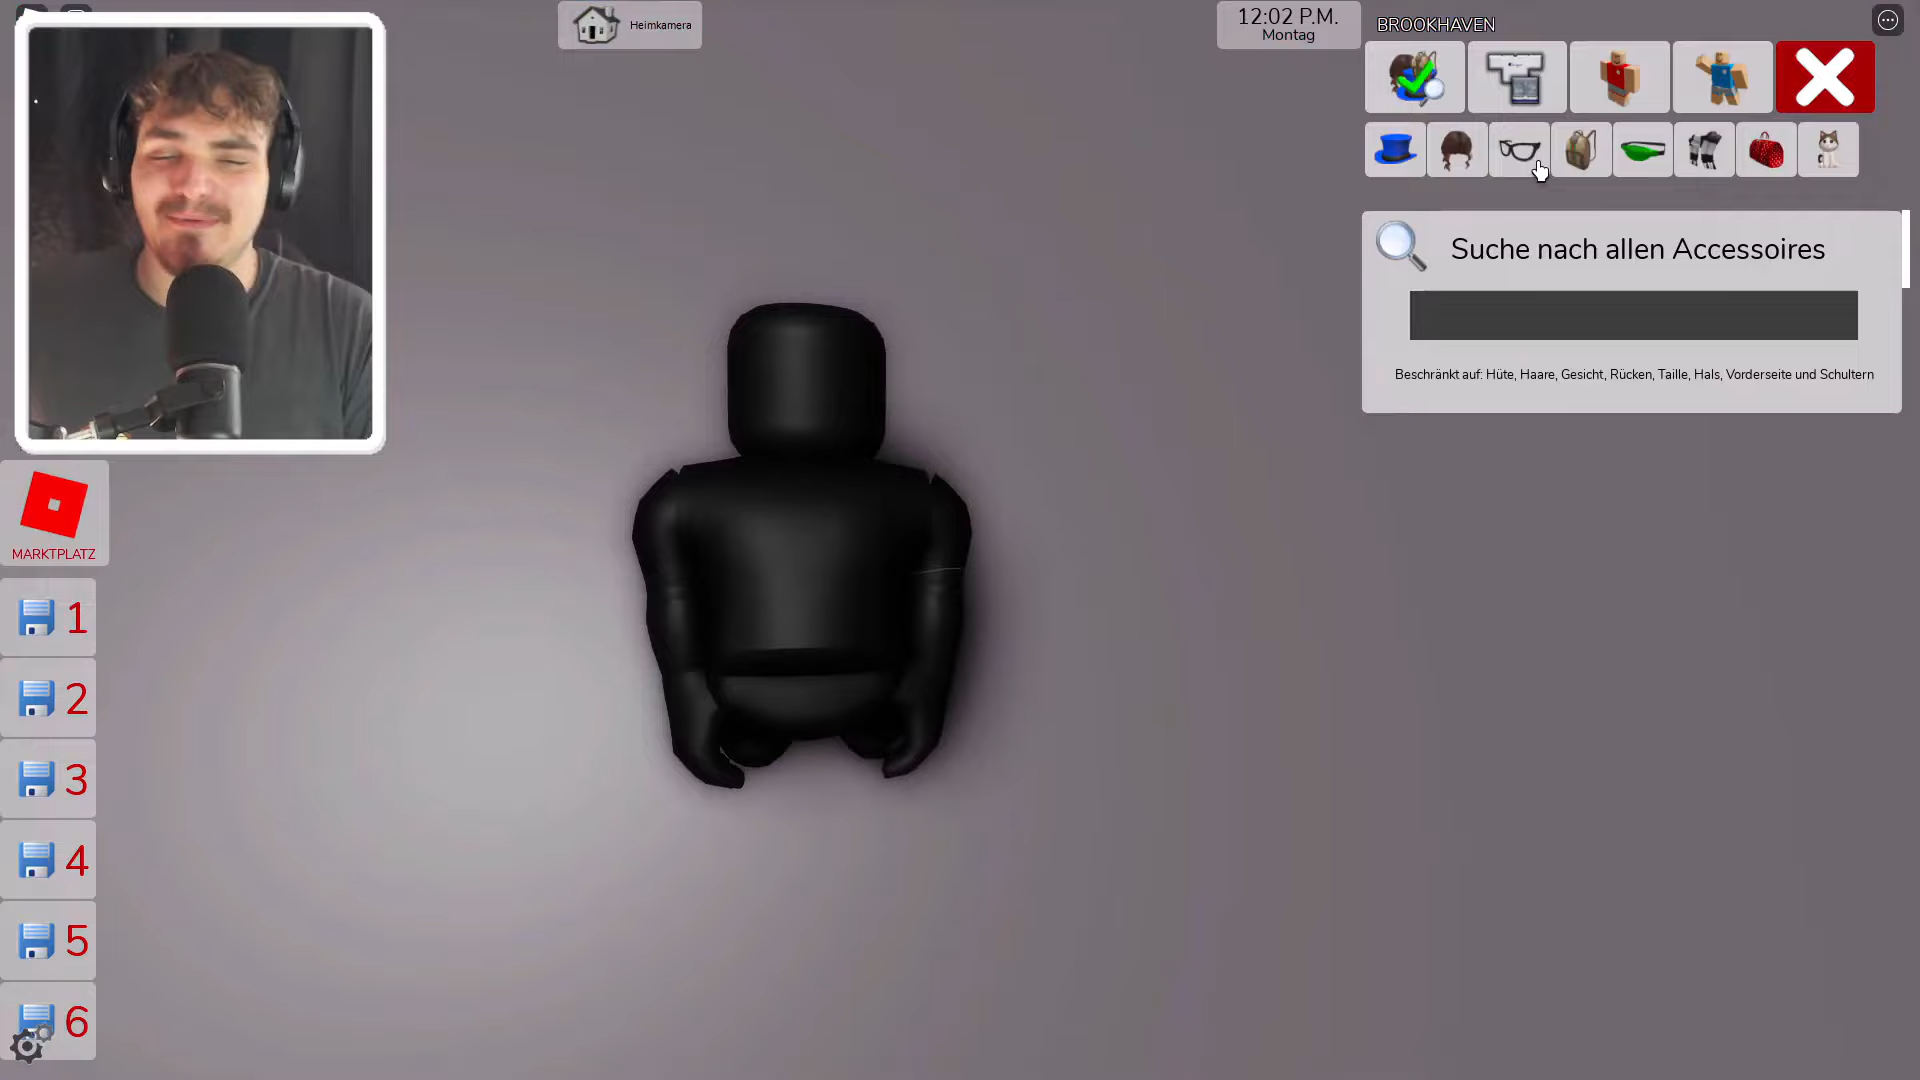 Heimkamera
12:02 P.M.
Montag
BROOKHAVEN
Suche nach allen Accessoires
Beschränkt auf: Hüte, Haare, Gesicht, Rücken, Taille, Hals, Vorderseite und Schultern
MARKTPLATZ
1
2
3
4
5
6